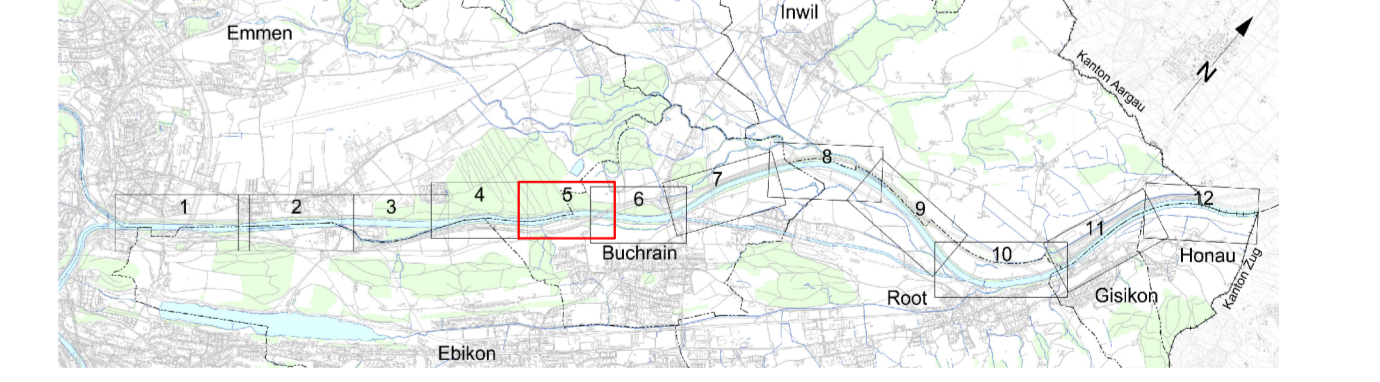 Inwil
Emmen
Kanton Aargau
N
1
2
3
4
5
6
7
8
9
10
11
12
Buchrain
Honau
Kanton Zug
Root
Gisikon
Ebikon